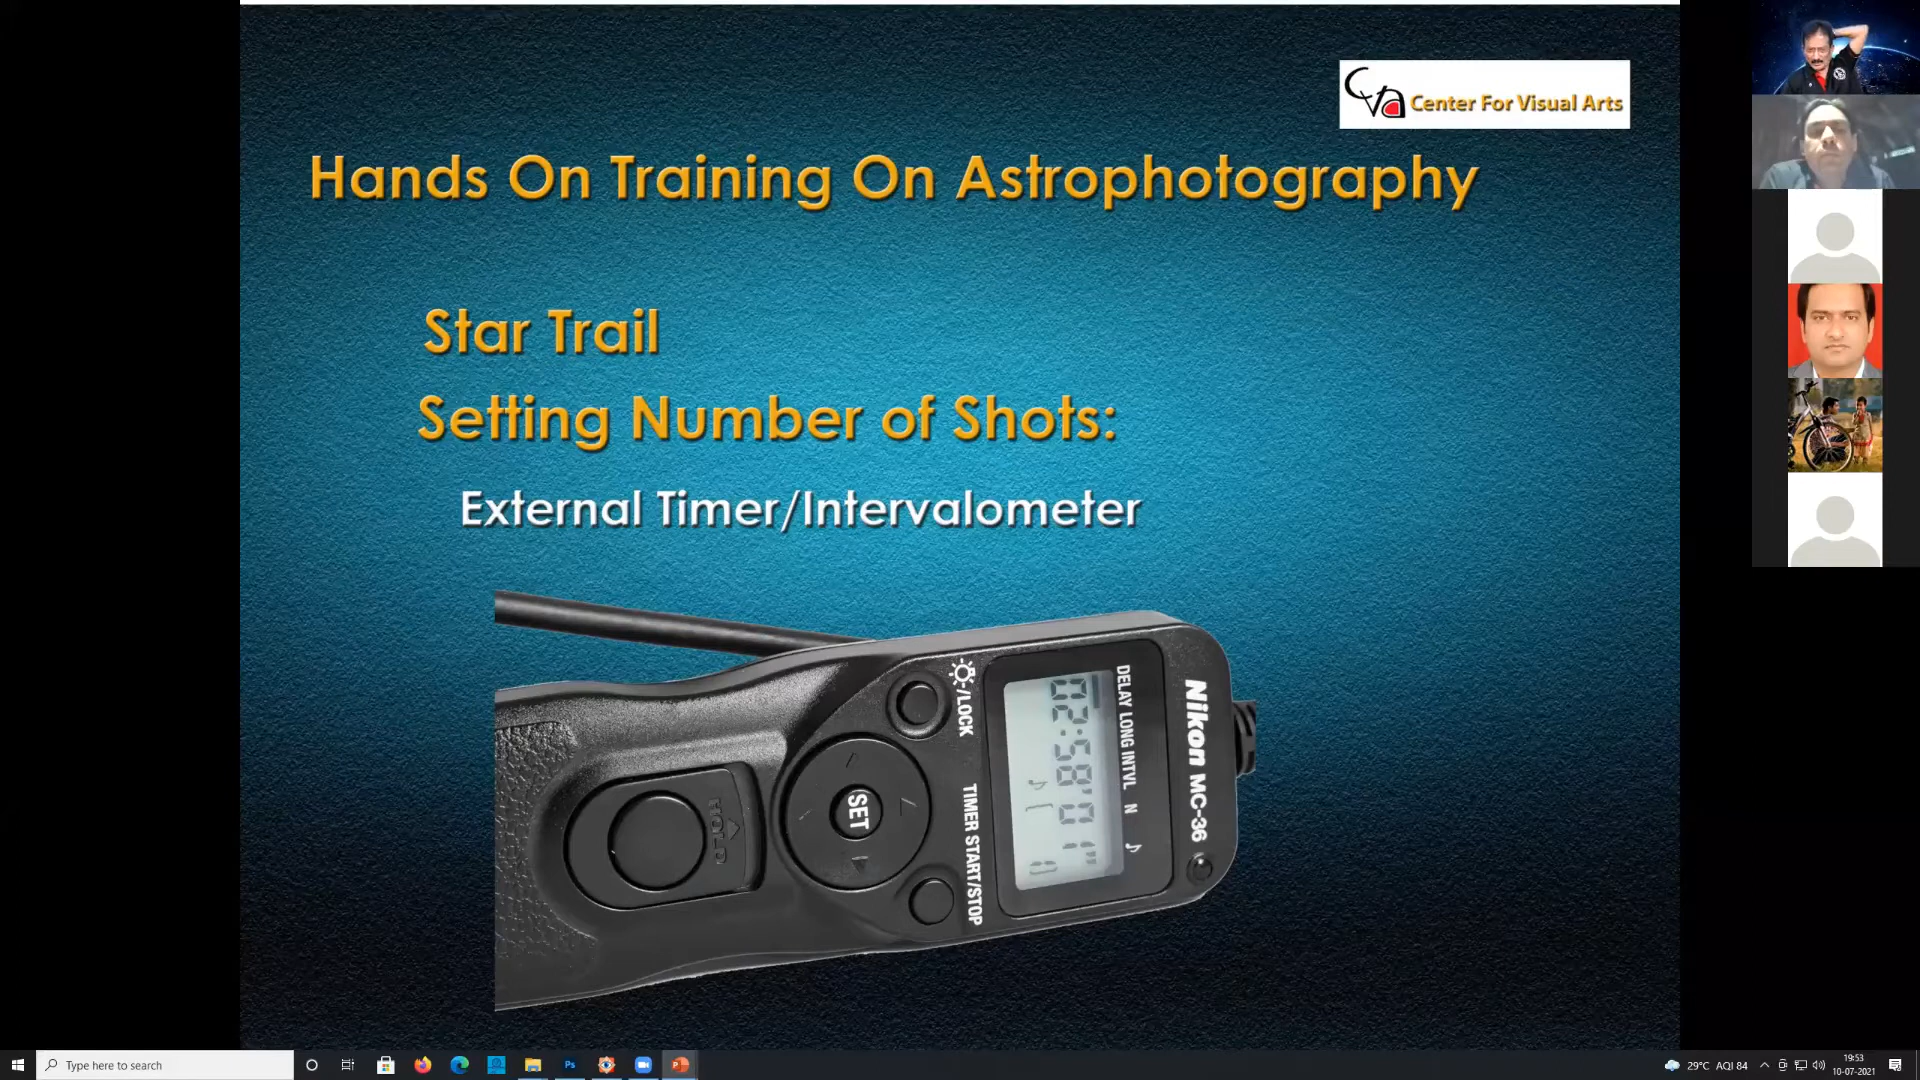 CVA Center For Visual Arts
Hands On Training On Astrophotography
Star Trail
Setting Number of Shots:
External Timer/Intervalometer
Nikon MC-36
DELAY LONG INTVL N ♪
/LOCK
SET
TIMER START/STOP
HOLD
Type here to search
Ps
29°C AQI 84
19:53
10-07-2021